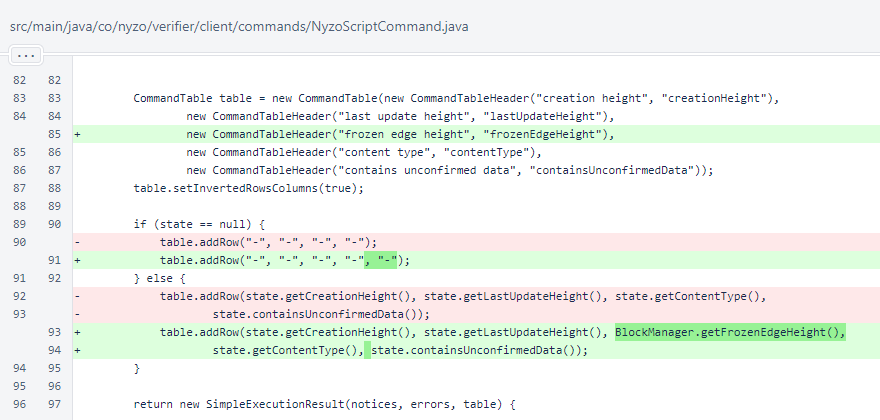 src/main/java/co/nyzo/verifier/client/commands/NyzoScriptCommand.java
...
82 82
83 83 CommandTable table = new CommandTable(new CommandTableHeader("creation height", "creationHeight"),
84 84 new CommandTableHeader("last update height", "lastUpdateHeight"),
85 + new CommandTableHeader("frozen edge height", "frozenEdgeHeight"),
85 86 new CommandTableHeader("content type", "contentType"),
86 87 new CommandTableHeader("contains unconfirmed data", "containsUnconfirmedData"));
87 88 table.setInvertedRowsColumns(true);
88 89
89 90 if (state == null) {
90 - table.addRow("-", "-", "-", "-");
91 + table.addRow("-", "-", "-", "-", "-");
91 92 } else {
92 - table.addRow(state.getCreationHeight(), state.getLastUpdateHeight(), state.getContentType(),
93 - state.containsUnconfirmedData());
93 + table.addRow(state.getCreationHeight(), state.getLastUpdateHeight(), BlockManager.getFrozenEdgeHeight(),
94 + state.getContentType(), state.containsUnconfirmedData());
94 95 }
95 96
96 97 return new SimpleExecutionResult(notices, errors, table) {